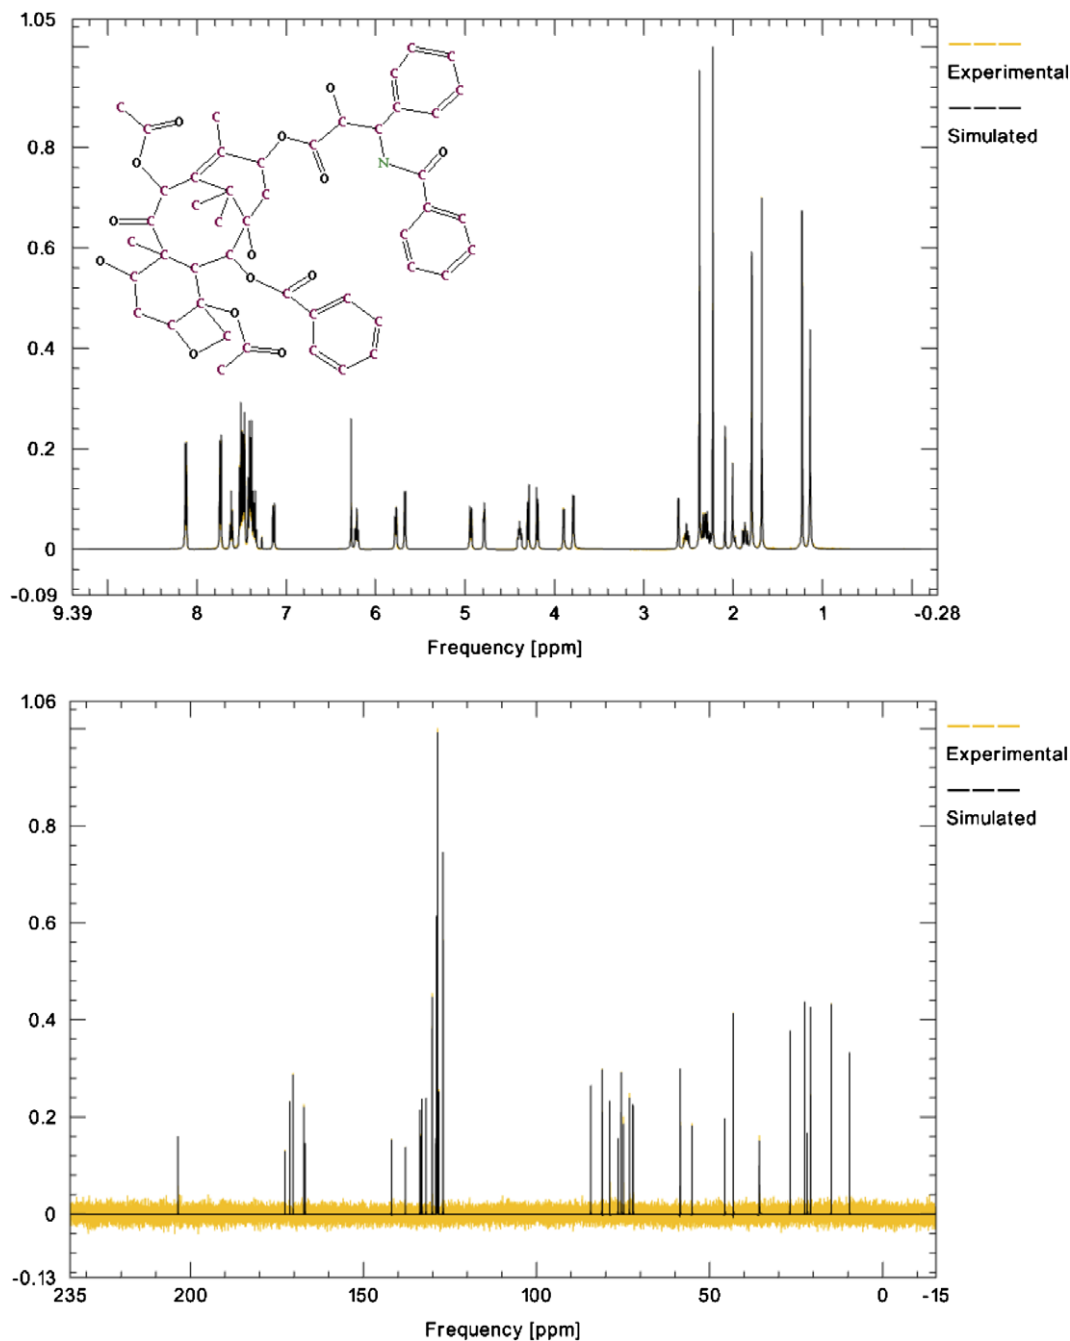 1.05
Experimental
Simulated
0.8
0.6
0.4
0.2
0
-0.09
9.39 8 7 6 5 4 3 2 1 -0.28
Frequency [ppm]
C C C C C C C O C O C C C O C C C N O C
1.06
Experimental
Simulated
0.8
0.6
0.4
0.2
0
-0.13
235 200 150 100 50 0 -15
Frequency [ppm]